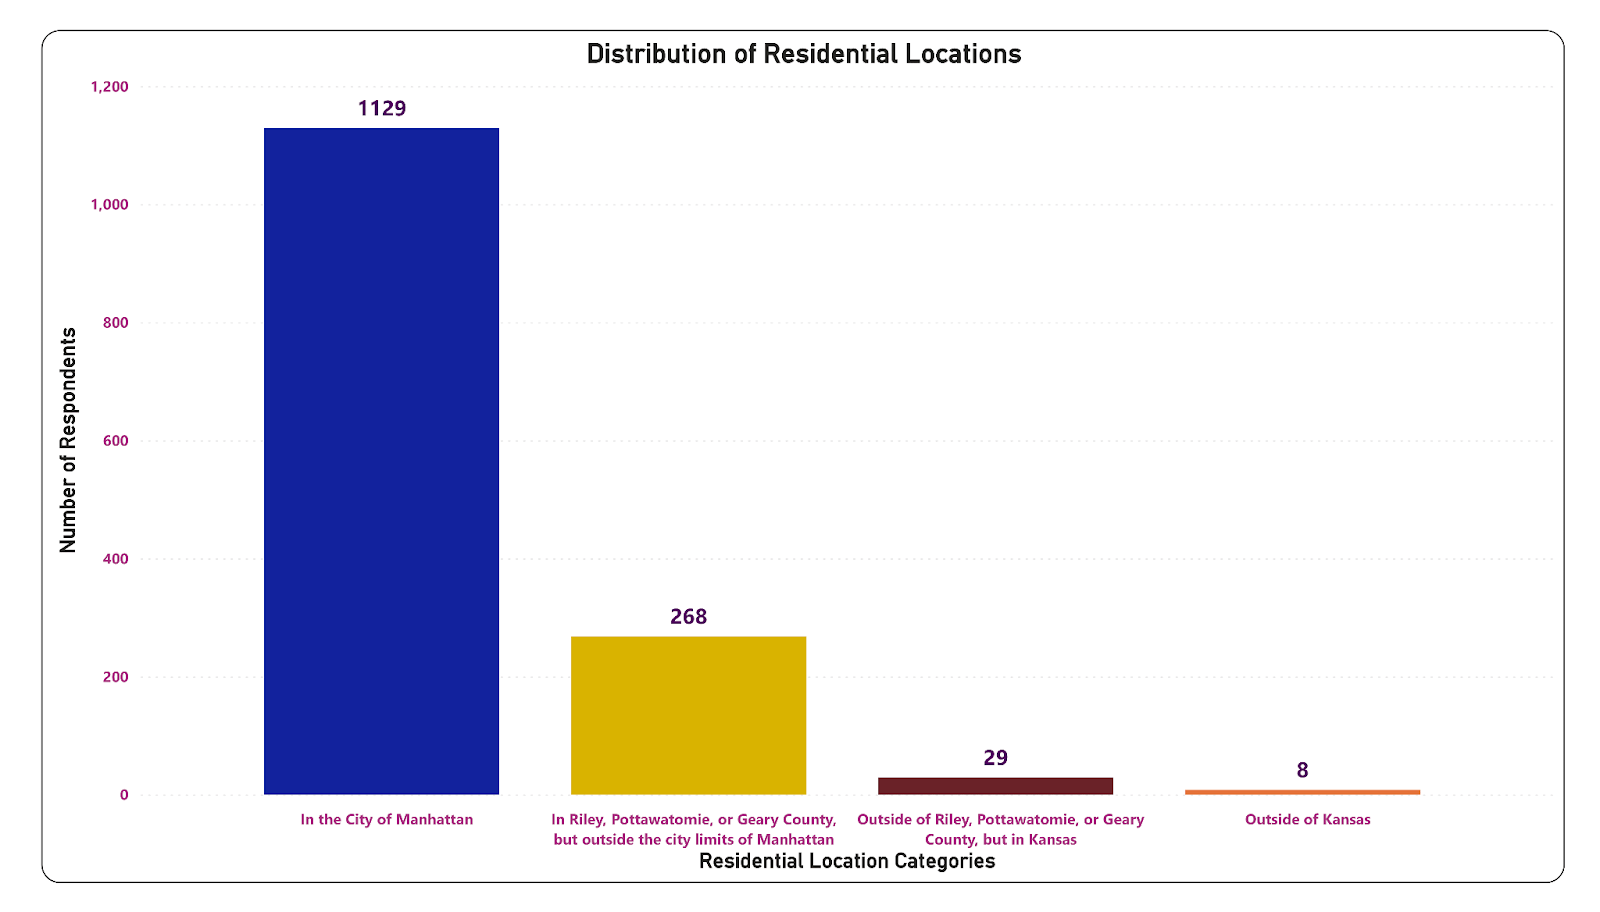 Distribution of Residential Locations
1,200
1,000
800
600
400
200
0
Number of Respondents
1129
268
29
8
In the City of Manhattan
In Riley, Pottawatomie, or Geary County,
but outside the city limits of Manhattan
Outside of Riley, Pottawatomie, or Geary
County, but in Kansas
Outside of Kansas
Residential Location Categories